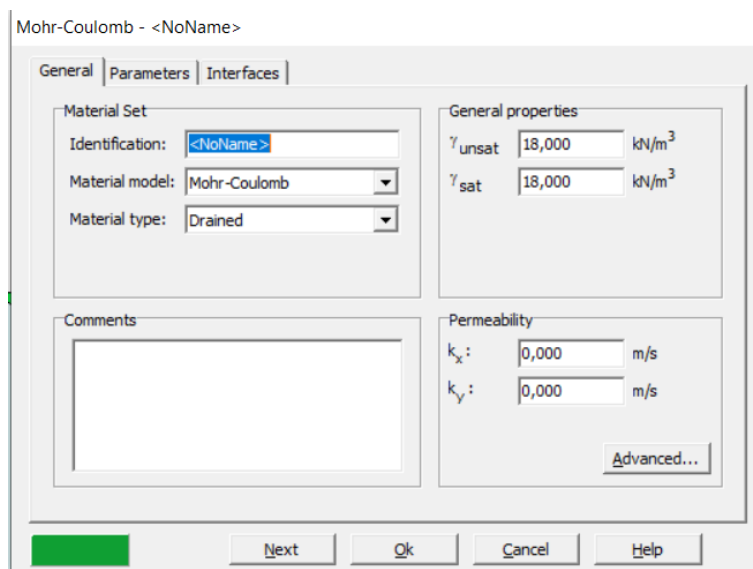 Mohr-Coulomb - <NoName>
General Parameters Interfaces
Material Set
Identification: <NoName>
Material model: Mohr-Coulomb
Material type: Drained
General properties
γunsat 18,000 kN/m³
γsat 18,000 kN/m³
Comments
Permeability
kx: 0,000 m/s
ky: 0,000 m/s
Advanced...
Next Ok Cancel Help